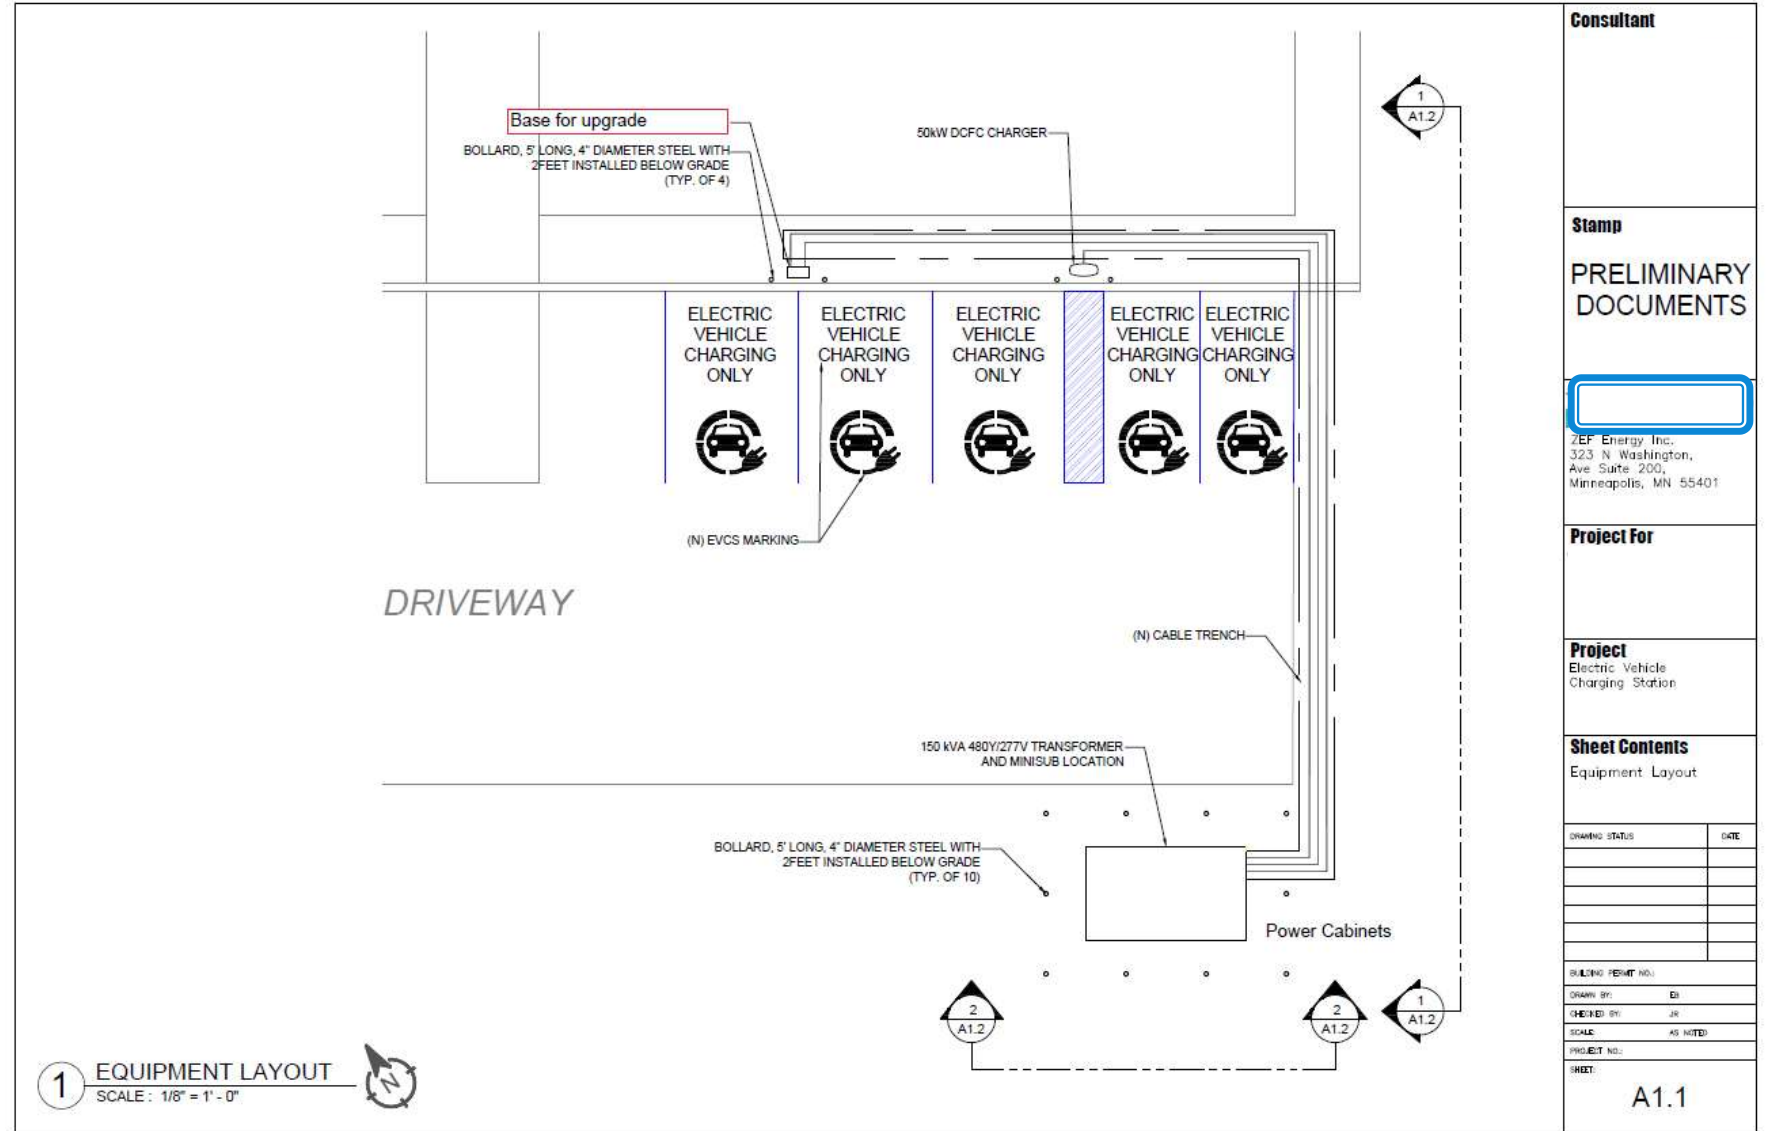 Base for upgrade
BOLLARD, 5' LONG, 4" DIAMETER STEEL WITH
2FEET INSTALLED BELOW GRADE
(TYP. OF 4)
50kW DCFC CHARGER
1
A1.2
ELECTRIC
VEHICLE
CHARGING
ONLY
ELECTRIC
VEHICLE
CHARGING
ONLY
ELECTRIC
VEHICLE
CHARGING
ONLY
ELECTRIC
VEHICLE
CHARGING
ONLY
ELECTRIC
VEHICLE
CHARGING
ONLY
(N) EVCS MARKING
DRIVEWAY
(N) CABLE TRENCH
150 kVA 480Y/277V TRANSFORMER
AND MINISUB LOCATION
BOLLARD, 5' LONG, 4" DIAMETER STEEL WITH
2FEET INSTALLED BELOW GRADE
(TYP. OF 10)
Power Cabinets
2
A1.2
2
A1.2
1
A1.2
1
EQUIPMENT LAYOUT
SCALE : 1/8" = 1' - 0"
N
Consultant
Stamp
PRELIMINARY
DOCUMENTS
ZEF Energy Inc.
323 N Washington,
Ave Suite 200,
Minneapolis, MN 55401
Project For
Project
Electric Vehicle
Charging Station
Sheet Contents
Equipment Layout
DRAWING STATUS DATE
BUILDING PERMIT NO.:
DRAWN BY:
CHECKED BY: JR
SCALE: AS NOTED
PROJECT NO.:
SHEET:
A1.1